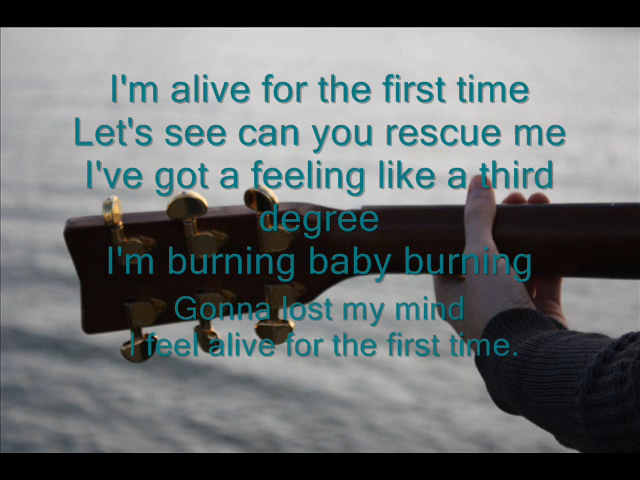 I'm alive for the first time
Let's see can you rescue me
I've got a feeling like a third
degree
I'm burning baby burning
Gonna lost my mind
I feel alive for the first time.